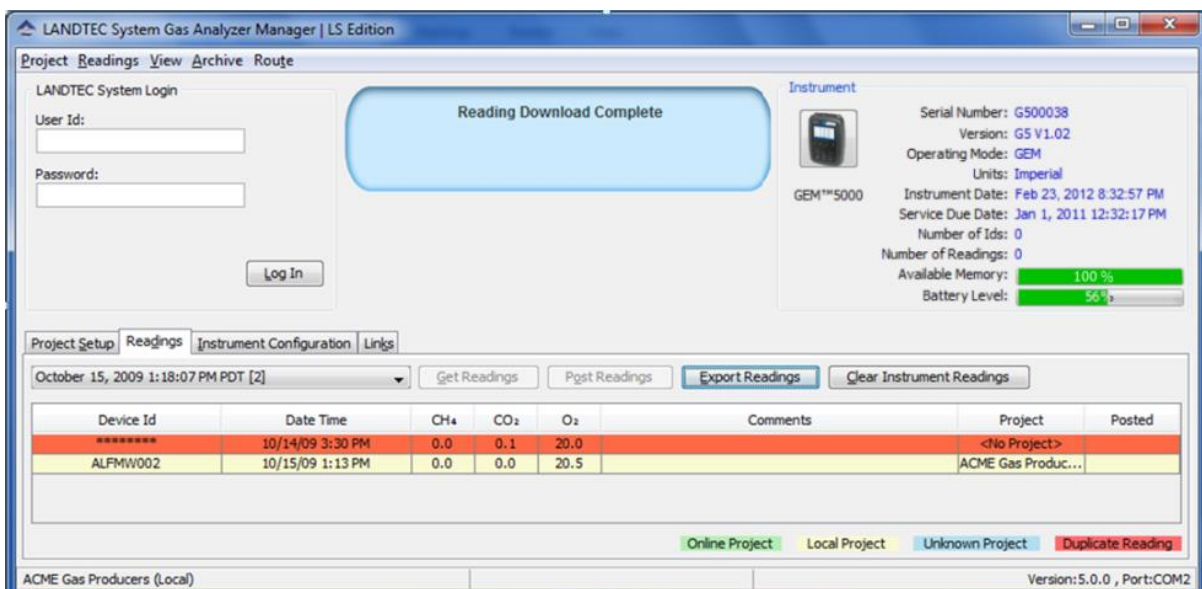 LANDTEC System Gas Analyzer Manager | LS Edition
Project Readings View Archive Route
LANDTEC System Login
User Id:
Password:
Log In
Reading Download Complete
Instrument
GEM™5000
Serial Number: G500038
Version: G5 V1.02
Operating Mode: GEM
Units: Imperial
Instrument Date: Feb 23, 2012 8:32:57 PM
Service Due Date: Jan 1, 2011 12:32:17 PM
Number of Ids: 0
Number of Readings: 0
Available Memory: 100 %
Battery Level: 56%
Project Setup Readings Instrument Configuration Links
October 15, 2009 1:18:07 PM PDT [2] Get Readings Post Readings Export Readings Clear Instrument Readings
Device Id Date Time CH₄ CO₂ O₂ Comments Project Posted
******** 10/14/09 3:30 PM 0.0 0.1 20.0 <No Project>
ALFMW002 10/15/09 1:13 PM 0.0 0.0 20.5 ACME Gas Produc...
Online Project Local Project Unknown Project Duplicate Reading
ACME Gas Producers (Local) Version:5.0.0 , Port:COM2